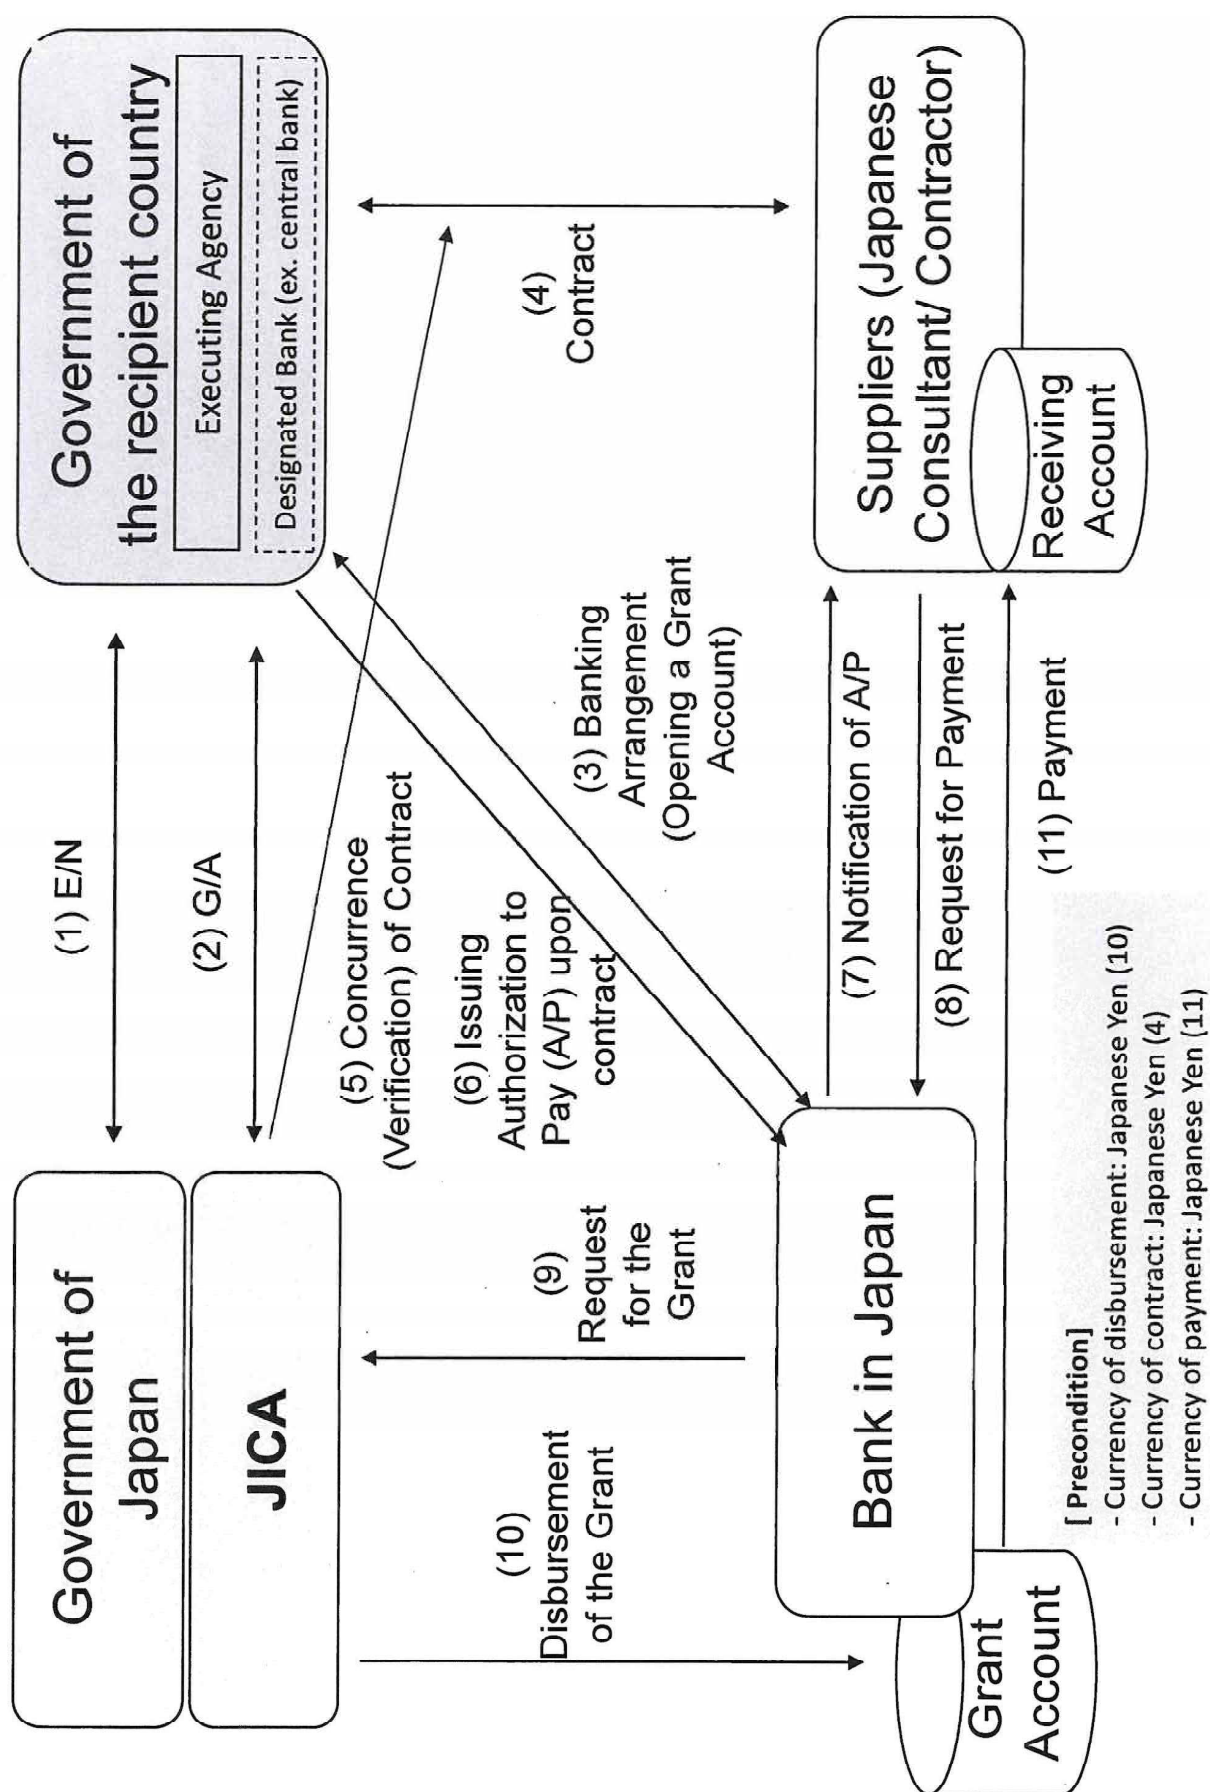 Government of
Japan
JICA
(1) E/N
(2) G/A
Government of
the recipient country
Executing Agency
Designated Bank (ex. central bank)
(5) Concurrence
(Verification) of Contract
(6) Issuing
Authorization to
Pay (A/P) upon
contract
(4)
Contract
(9)
Request
for the
Grant
(10)
Disbursement
of the Grant
(3) Banking
Arrangement
(Opening a Grant
Account)
Bank in Japan
Grant
Account
(7) Notification of A/P
(8) Request for Payment
(11) Payment
Suppliers (Japanese
Consultant/ Contractor)
Receiving
Account
[ Precondition]
- Currency of disbursement: Japanese Yen (10)
- Currency of contract: Japanese Yen (4)
- Currency of payment: Japanese Yen (11)